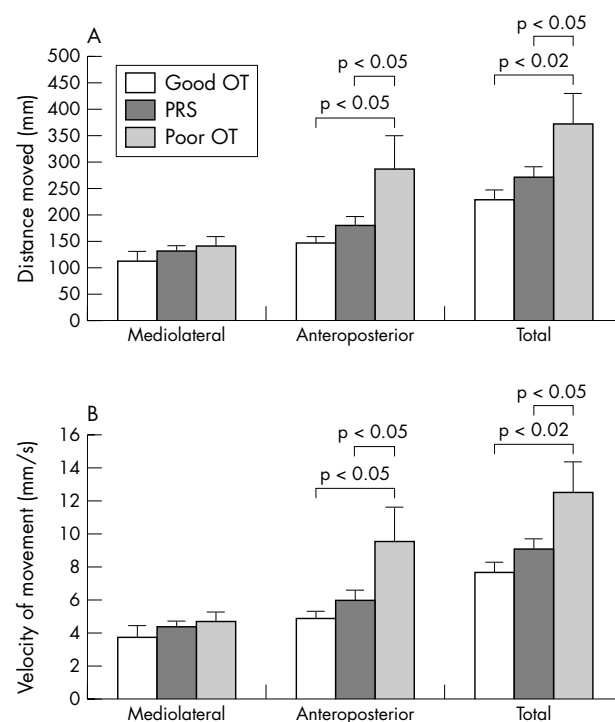 A
500
450
400
350
300
250
200
150
100
50
0
Distance moved (mm)
Good OT
PRS
Poor OT
p < 0.05
p < 0.05
p < 0.05
p < 0.02
Mediolateral
Anteroposterior
Total
B
16
14
12
10
8
6
4
2
0
Velocity of movement (mm/s)
p < 0.05
p < 0.05
p < 0.05
p < 0.02
Mediolateral
Anteroposterior
Total